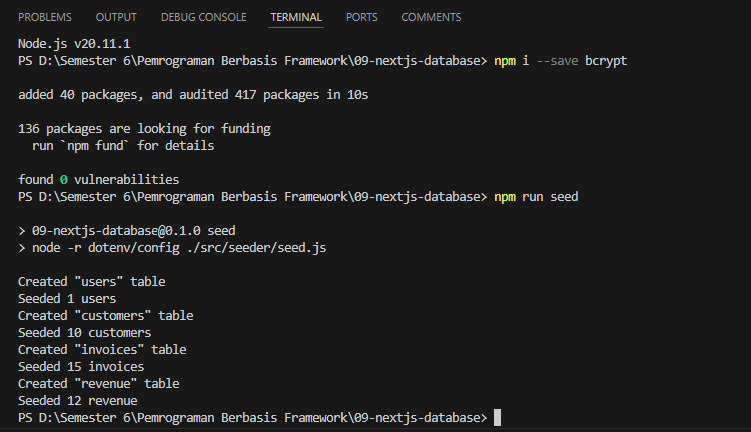 PROBLEMS OUTPUT DEBUG CONSOLE TERMINAL PORTS COMMENTS
Node.js v20.11.1
PS D:\Semester 6\Pemrograman Berbasis Framework\09-nextjs-database> npm i --save bcrypt
added 40 packages, and audited 417 packages in 10s
136 packages are looking for funding
run `npm fund` for details
found 0 vulnerabilities
PS D:\Semester 6\Pemrograman Berbasis Framework\09-nextjs-database> npm run seed
> 09-nextjs-database@0.1.0 seed
> node -r dotenv/config ./src/seeder/seed.js
Created "users" table
Seeded 1 users
Created "customers" table
Seeded 10 customers
Created "invoices" table
Seeded 15 invoices
Created "revenue" table
Seeded 12 revenue
PS D:\Semester 6\Pemrograman Berbasis Framework\09-nextjs-database>